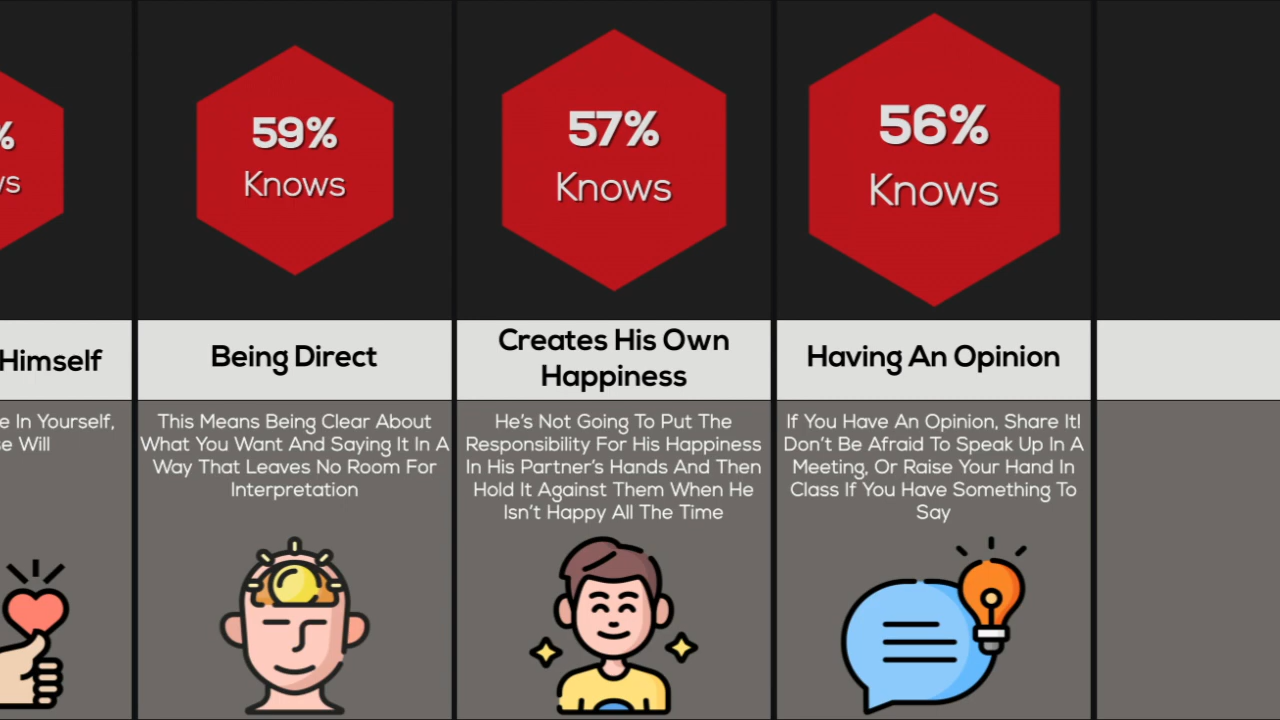 %
Himself
In Yourself,
Will
59%
Knows
Being Direct
This Means Being Clear About
What You Want And Saying It In A
Way That Leaves No Room For
Interpretation
57%
Knows
Creates His Own
Happiness
He's Not Going To Put The
Responsibility For His Happiness
In His Partner's Hands And Then
Hold It Against Them When He
Isn't Happy All The Time
56%
Knows
Having An Opinion
If You Have An Opinion, Share It!
Don't Be Afraid To Speak Up In A
Meeting, Or Raise Your Hand In
Class If You Have Something To
Say